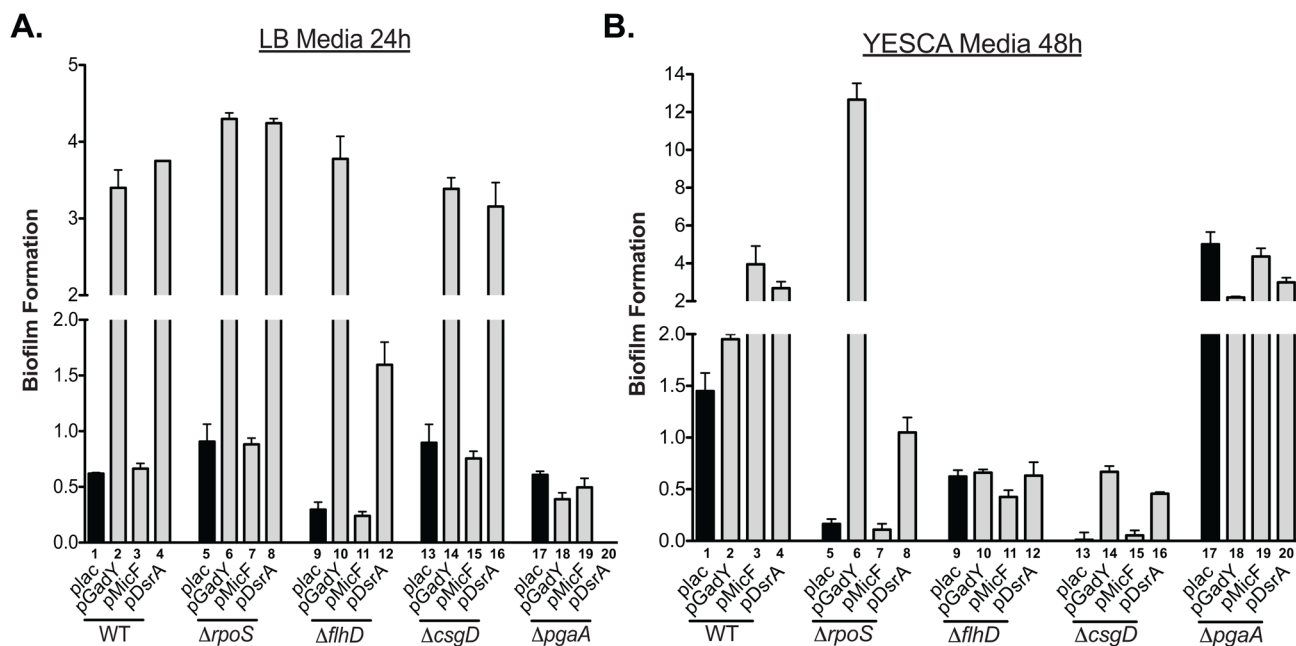 A.
LB Media 24h
Biofilm Formation
5
4
3
2
2.0
1.5
1.0
0.5
0.0
1 2 3 4 5 6 7 8 9 10 11 12 13 14 15 16 17 18 19 20
plac pGadY pMicF pDsrA plac pGadY pMicF pDsrA plac pGadY pMicF pDsrA plac pGadY pMicF pDsrA plac pGadY pMicF pDsrA
WT ΔrpoS ΔflhD ΔcsgD ΔpgaA
B.
YESCA Media 48h
Biofilm Formation
14
12
10
8
6
4
2
2.0
1.5
1.0
0.5
0.0
1 2 3 4 5 6 7 8 9 10 11 12 13 14 15 16 17 18 19 20
plac pGadY pMicF pDsrA plac pGadY pMicF pDsrA plac pGadY pMicF pDsrA plac pGadY pMicF pDsrA plac pGadY pMicF pDsrA
WT ΔrpoS ΔflhD ΔcsgD ΔpgaA